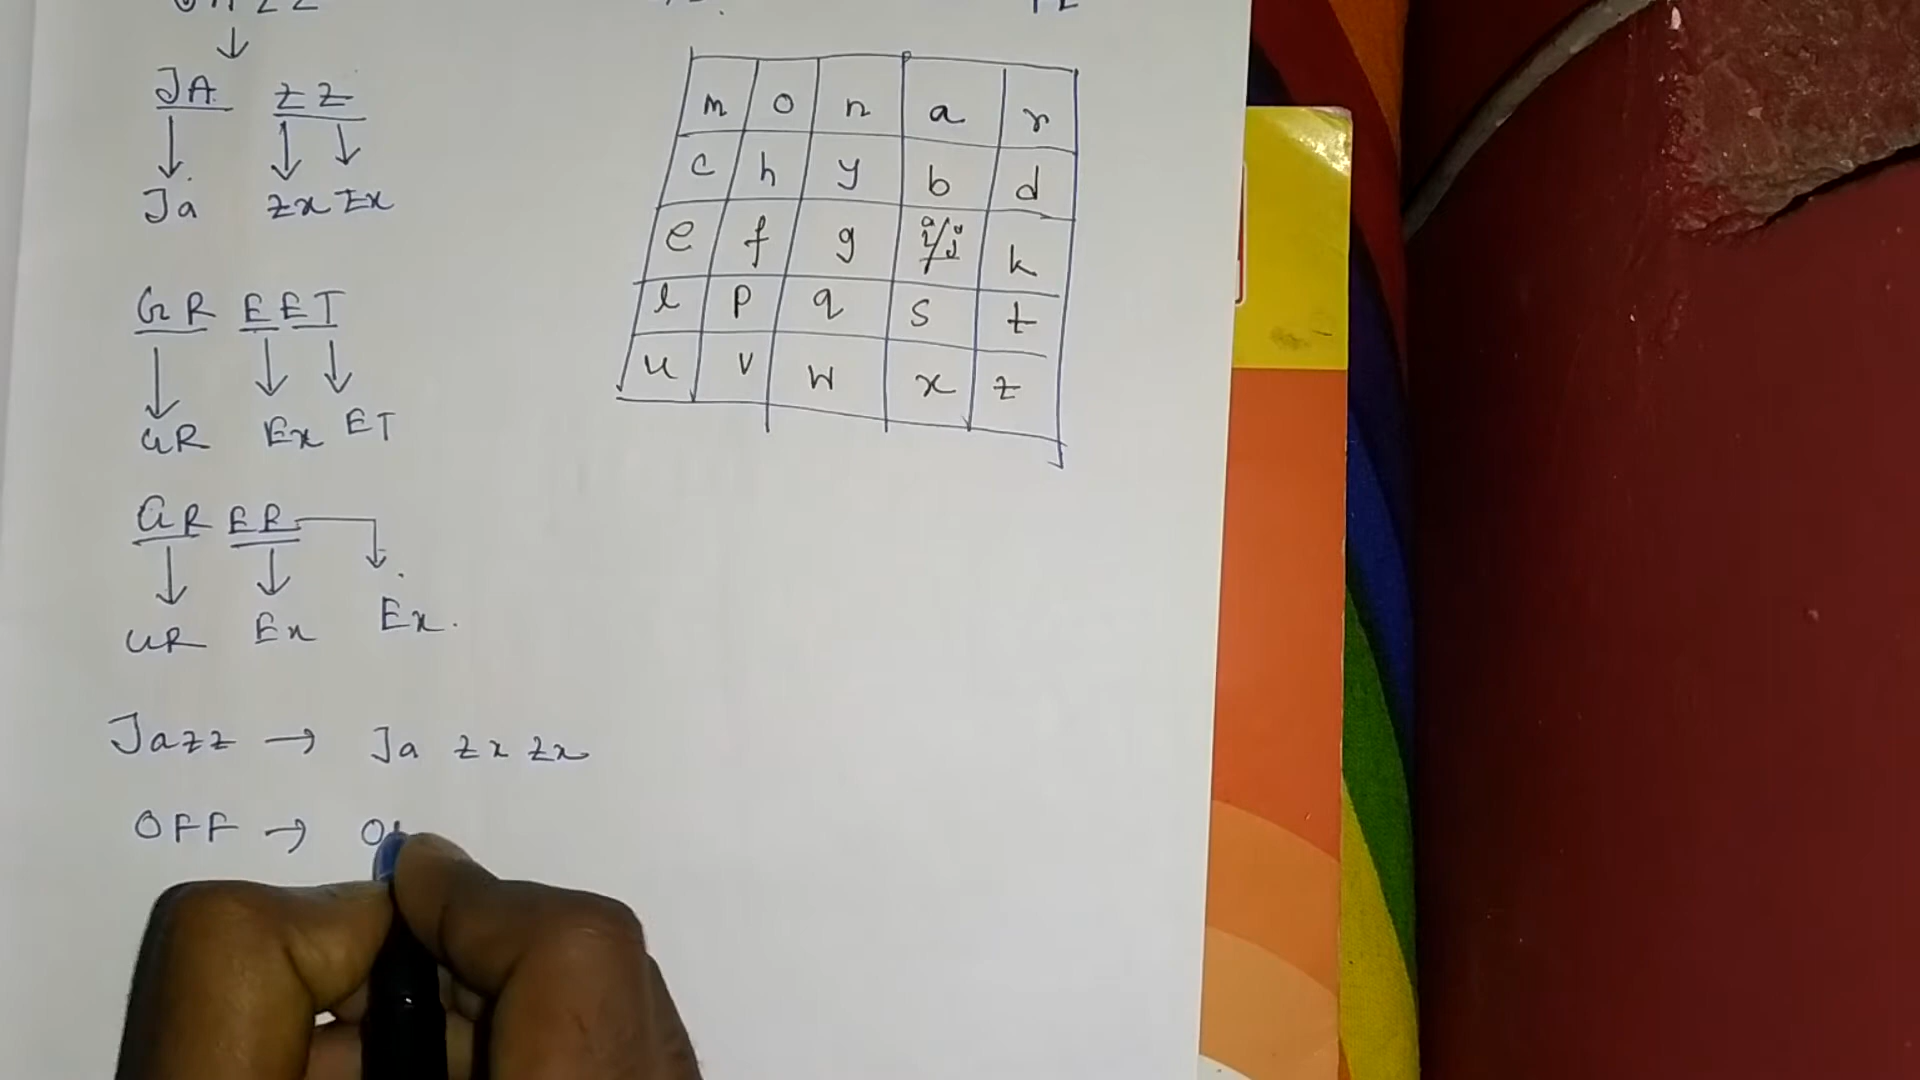 JA ZZ
Ja zx Zx
GR EET
GR Ex ET
GR EE
GR Ex Ex.
Jazz → Ja zx zx
OFF → O
m o n a r
c h y b d
e f g i/j k
l p q s t
u v w x z